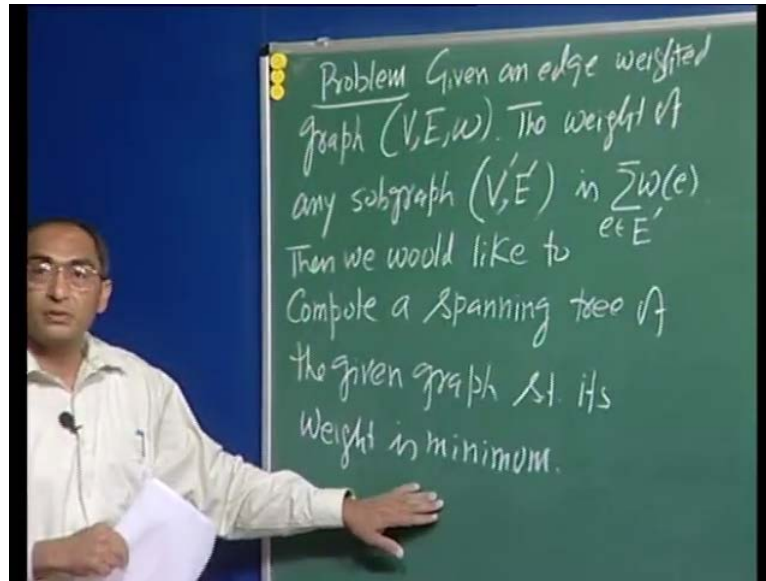 Problem Given an edge weighted
graph (V,E,w). The weight of
any subgraph (V',E') is ∑w(e)
e∈E'
Then we would like to
Compute a spanning tree of
the given graph st. its
weight is minimum.